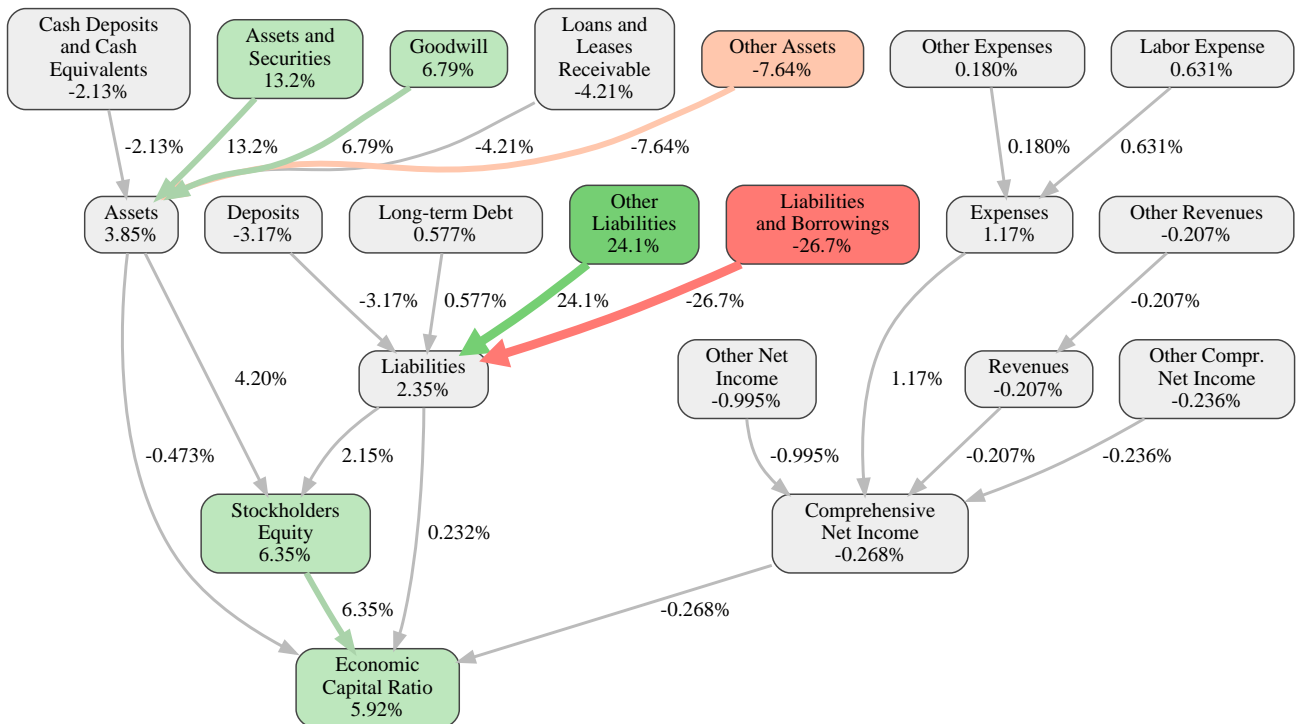 Cash Deposits
and Cash
Equivalents
-2.13%
Assets and
Securities
13.2%
Goodwill
6.79%
Loans and
Leases
Receivable
-4.21%
Other Assets
-7.64%
Other Expenses
0.180%
Labor Expense
0.631%
-2.13%
13.2%
6.79%
-4.21%
-7.64%
0.180%
0.631%
Assets
3.85%
Deposits
-3.17%
Long-term Debt
0.577%
Other
Liabilities
24.1%
Liabilities
and Borrowings
-26.7%
Expenses
1.17%
Other Revenues
-0.207%
-3.17%
0.577%
24.1%
-26.7%
-0.207%
4.20%
Liabilities
2.35%
Other Net
Income
-0.995%
1.17%
Revenues
-0.207%
Other Compr.
Net Income
-0.236%
-0.473%
2.15%
-0.995%
-0.207%
-0.236%
Stockholders
Equity
6.35%
0.232%
Comprehensive
Net Income
-0.268%
6.35%
-0.268%
Economic
Capital Ratio
5.92%